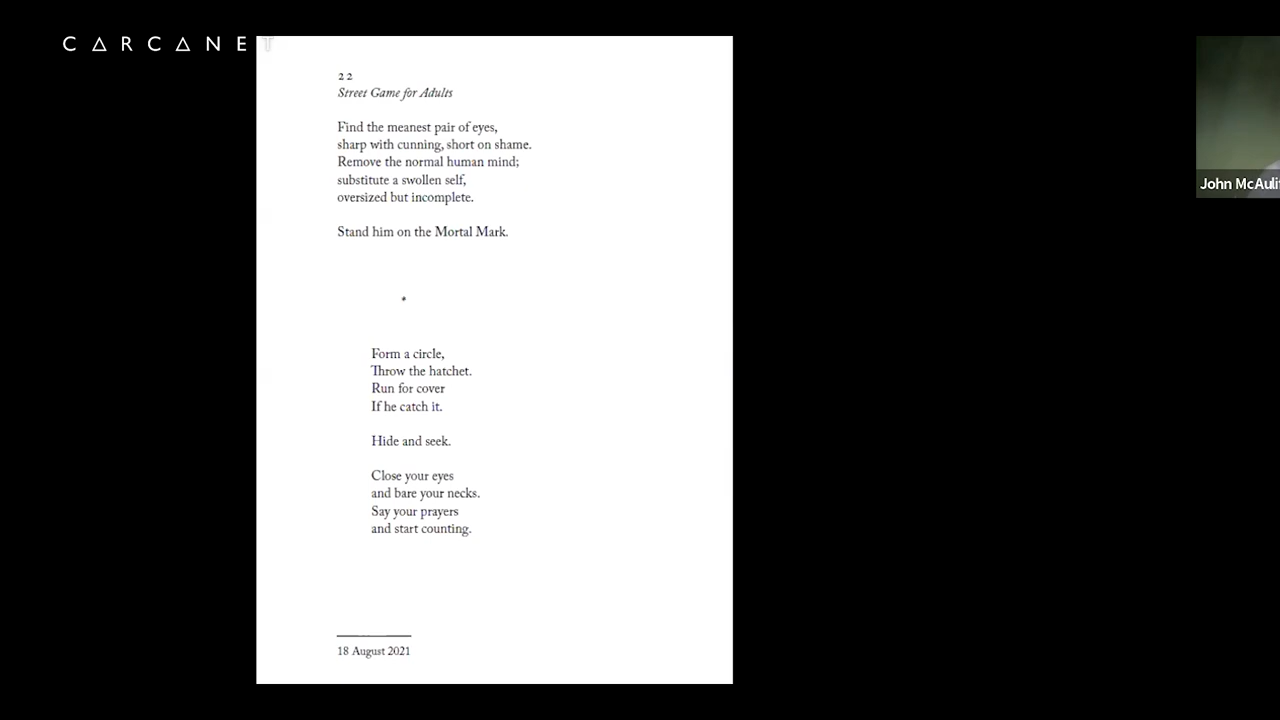 CARCANET
22
Street Game for Adults
Find the meanest pair of eyes,
sharp with cunning, short on shame.
Remove the normal human mind;
substitute a swollen self,
oversized but incomplete.
Stand him on the Mortal Mark.
*
Form a circle,
Throw the hatchet.
Run for cover
If he catch it.
Hide and seek.
Close your eyes
and bare your necks.
Say your prayers
and start counting.
18 August 2021
John McAulif